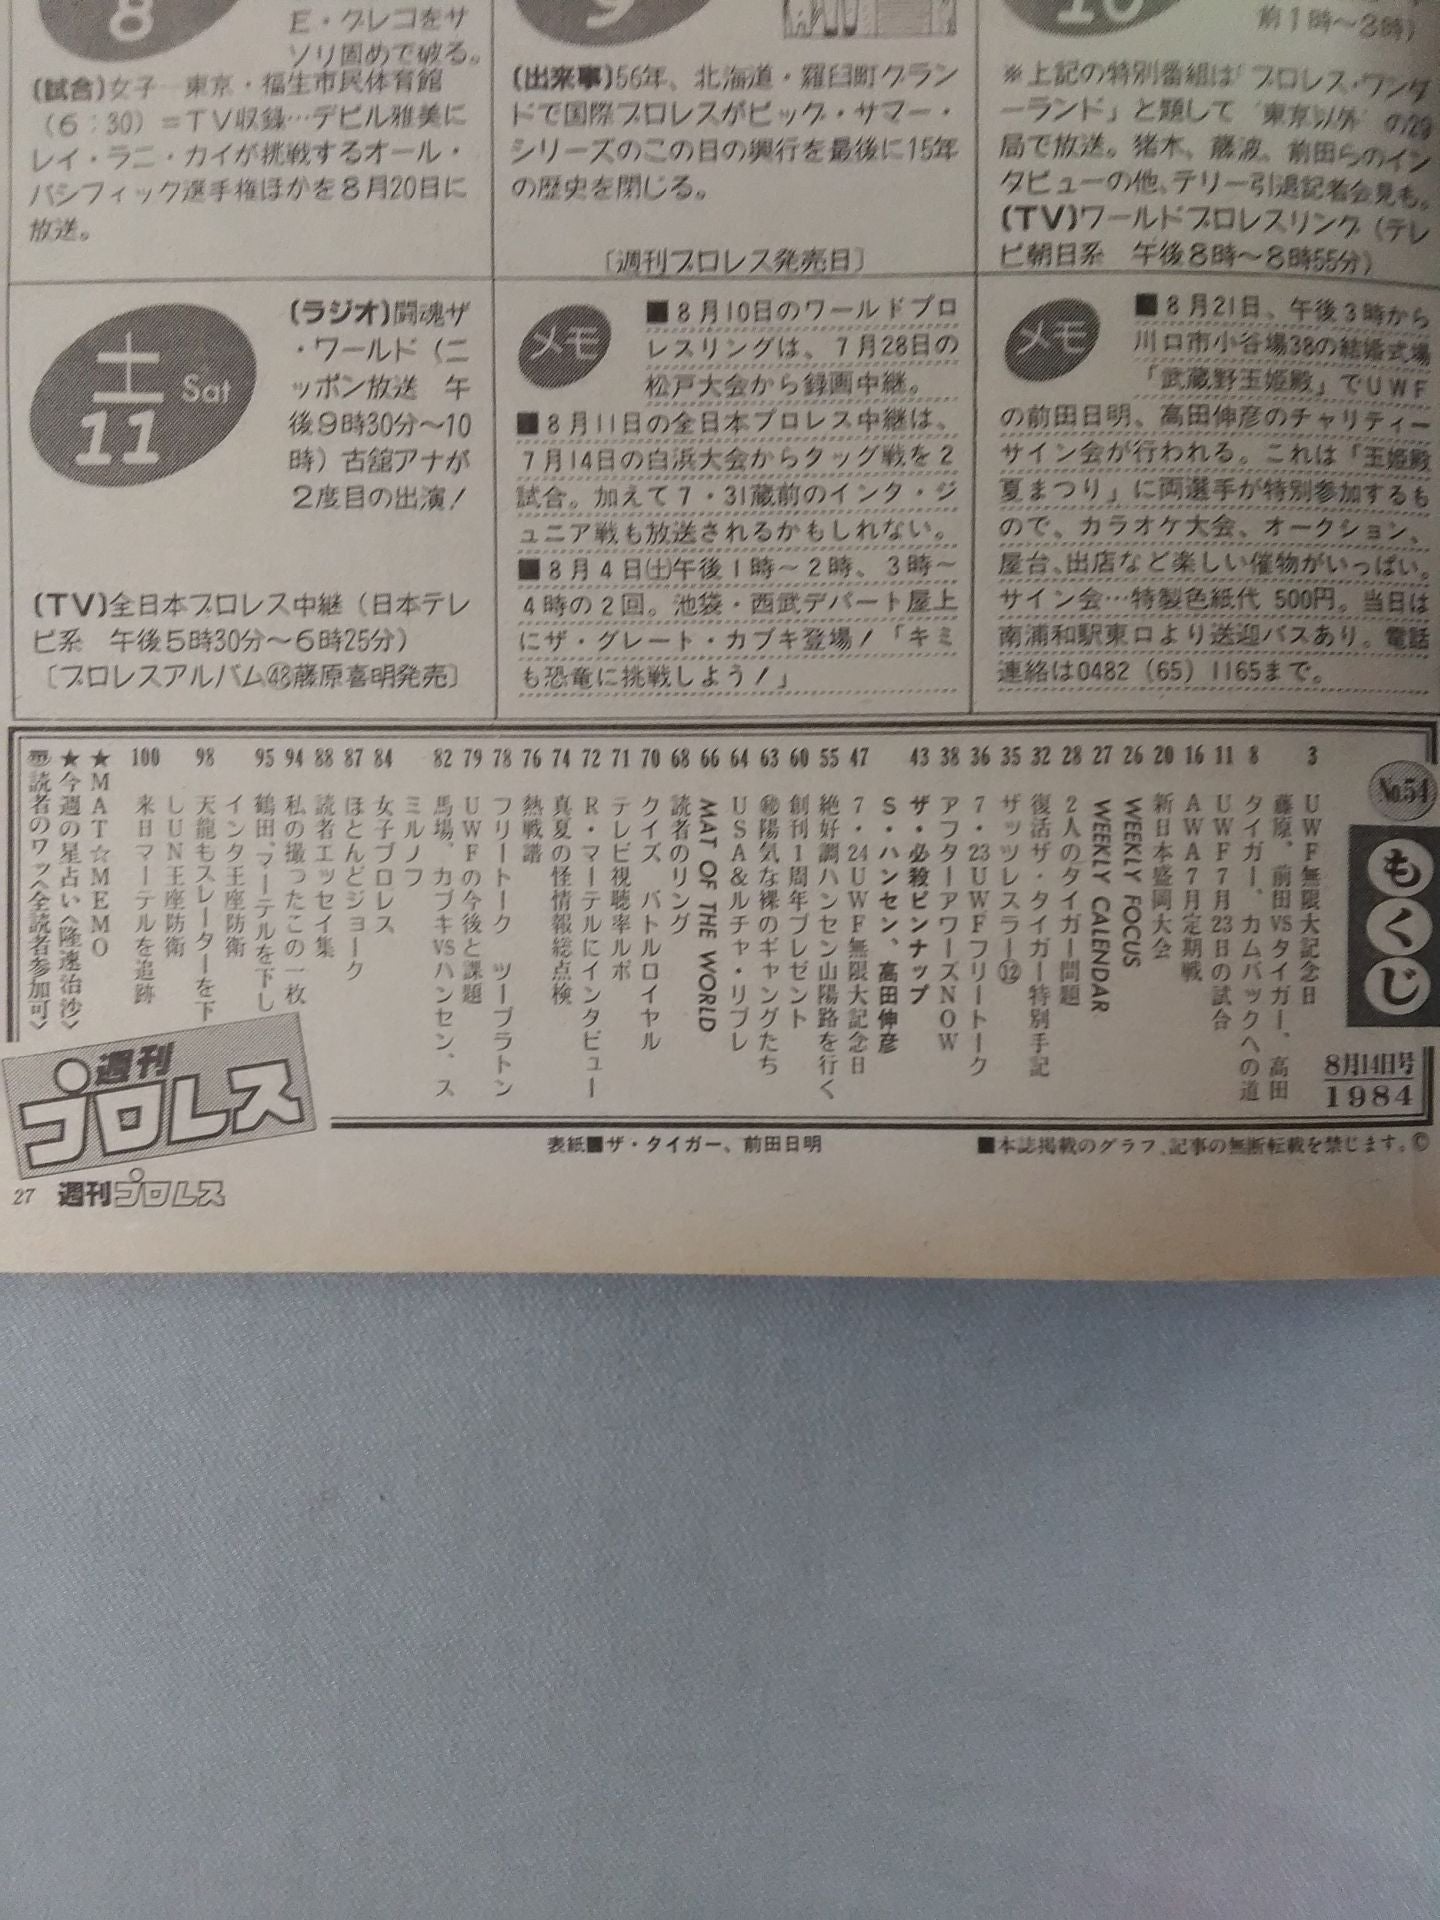 8
E・グレコをサ
ソリ固めで破る。
(試合)女子 東京・福生市民体育館
(6:30)=TV収録…デビル雅美に
レイ・ラニ・カイが挑戦するオール・
パシフィック選手権ほかを8月20日に
放送。
9
(出来事)56年、北海道・羅臼町グラン
ドで国際プロレスがビッグ・サマー・
シリーズのこの日の興行を最後に15年
の歴史を閉じる。
〔週刊プロレス発売日〕
10
前1時〜3時)
※上記の特別番組は「プロレス・ワンダ
ーランド」と題して"東京以外"の29
局で放送。猪木、藤波、前田らのイン
タビューの他、テリー引退記者会見も。
(TV)ワールドプロレスリング(テレ
ビ朝日系 午後8時〜8時55分)
土
11
Sat
(ラジオ)闘魂ザ
・ワールド(ニ
ッポン放送 午
後9時30分〜10
時)古舘アナが
2度目の出演!
(TV)全日本プロレス中継(日本テレ
ビ系 午後5時30分〜6時25分)
〔プロレスアルバム㊽藤原喜明発売〕
メモ
■8月10日のワールドプロ
レスリングは、7月28日の
松戸大会から録画中継。
■8月11日の全日本プロレス中継は、
7月14日の白浜大会からタッグ戦を2
試合。加えて7・31蔵前のインタ・ジ
ュニア戦も放送されるかもしれない。
■8月4日㈯午後1時〜2時、3時〜
4時の2回。池袋・西武デパート屋上
にザ・グレート・カブキ登場!「キミ
も恐竜に挑戦しよう!」
メモ
■8月21日、午後3時から
川口市小谷場38の結婚式場
「武蔵野玉姫殿」でUWF
の前田日明、高田伸彦のチャリティー
サイン会が行われる。これは「玉姫殿
夏まつり」に両選手が特別参加するも
ので、カラオケ大会、オークション、
屋台、出店など楽しい催物がいっぱい。
サイン会…特製色紙代 500円。当日は
南浦和駅東口より送迎バスあり。電話
連絡は0482(65)1165まで。
No.54
もくじ
8月14日号
1984
3 UWF無限大記念日
藤原、前田VSタイガー、高田
8 タイガー、カムバックへの道
11 UWF7月23日の試合
16 AWA7月定期戦
20 新日本盛岡大会
26 WEEKLY FOCUS
27 WEEKLY CALENDAR
28 2人のタイガー問題
32 復活ザ・タイガー特別手記
35 ザッツレスラー⑫
36 7・23UWFフリートーク
38 アフターアワーズNOW
43 ザ・必殺ピンナップ
S・ハンセン、高田伸彦
47 7・24UWF無限大記念日
55 絶好調ハンセン山陽路を行く
60 創刊1周年プレゼント
63 ㊙陽気な裸のギャングたち
64 USA&ルチャ・リブレ
66 MAT OF THE WORLD
68 読者のリング
70 クイズ バトルロイヤル
71 テレビ視聴率ルポ
72 R・マーテルにインタビュー
74 真夏の怪情報総点検
76 熱戦譜
78 フリートーク ツープラトン
79 UWFの今後と課題
82 馬場、カブキVSハンセン、ス
ミルノフ
84 女子プロレス
87 ほとんどジョーク
88 読者エッセイ集
94 私の撮ったこの一枚
95 鶴田、マーテルを下し
インタ王座防衛
98 天龍もスレーターを下
しUN王座防衛
100 来日マーテルを追跡
★MAT☆MEMO
★今週の星占い〈隆速治沙〉
読者のワッペ全読者参加可〉
週刊
プロレス
表紙■ザ・タイガー、前田日明
■本誌掲載のグラフ、記事の無断転載を禁じます。©
27 週刊プロレス